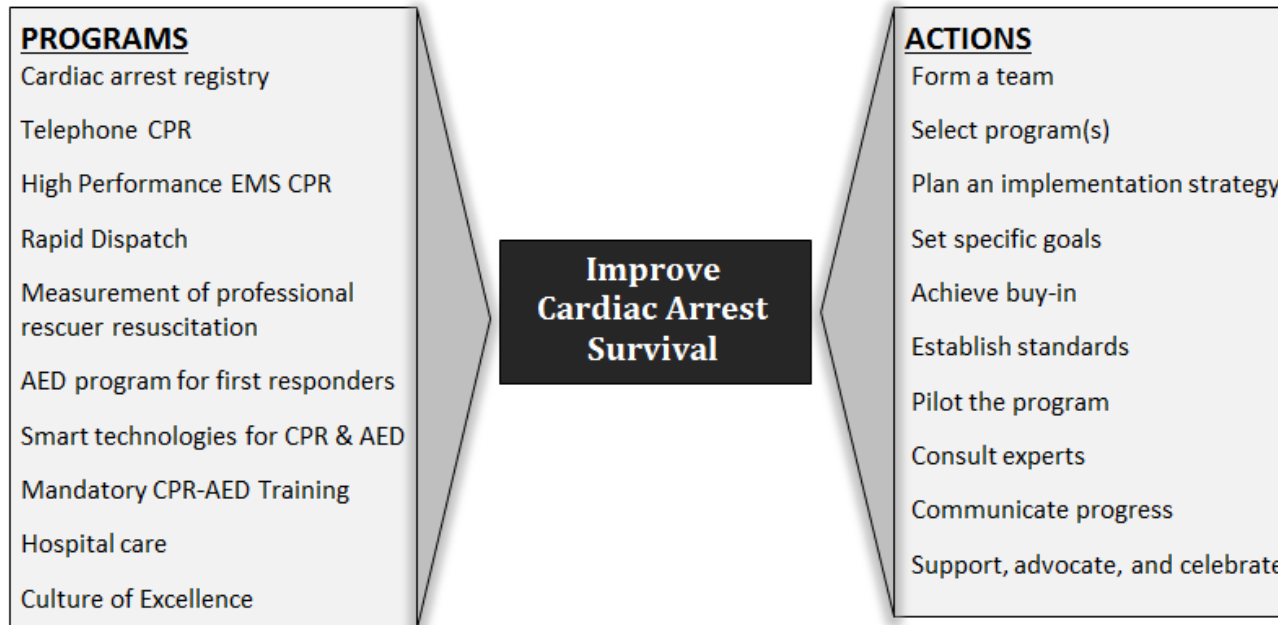 PROGRAMS
Cardiac arrest registry
Telephone CPR
High Performance EMS CPR
Rapid Dispatch
Measurement of professional
rescuer resuscitation
AED program for first responders
Smart technologies for CPR & AED
Mandatory CPR-AED Training
Hospital care
Culture of Excellence
Improve
Cardiac Arrest
Survival
ACTIONS
Form a team
Select program(s)
Plan an implementation strategy
Set specific goals
Achieve buy-in
Establish standards
Pilot the program
Consult experts
Communicate progress
Support, advocate, and celebrate